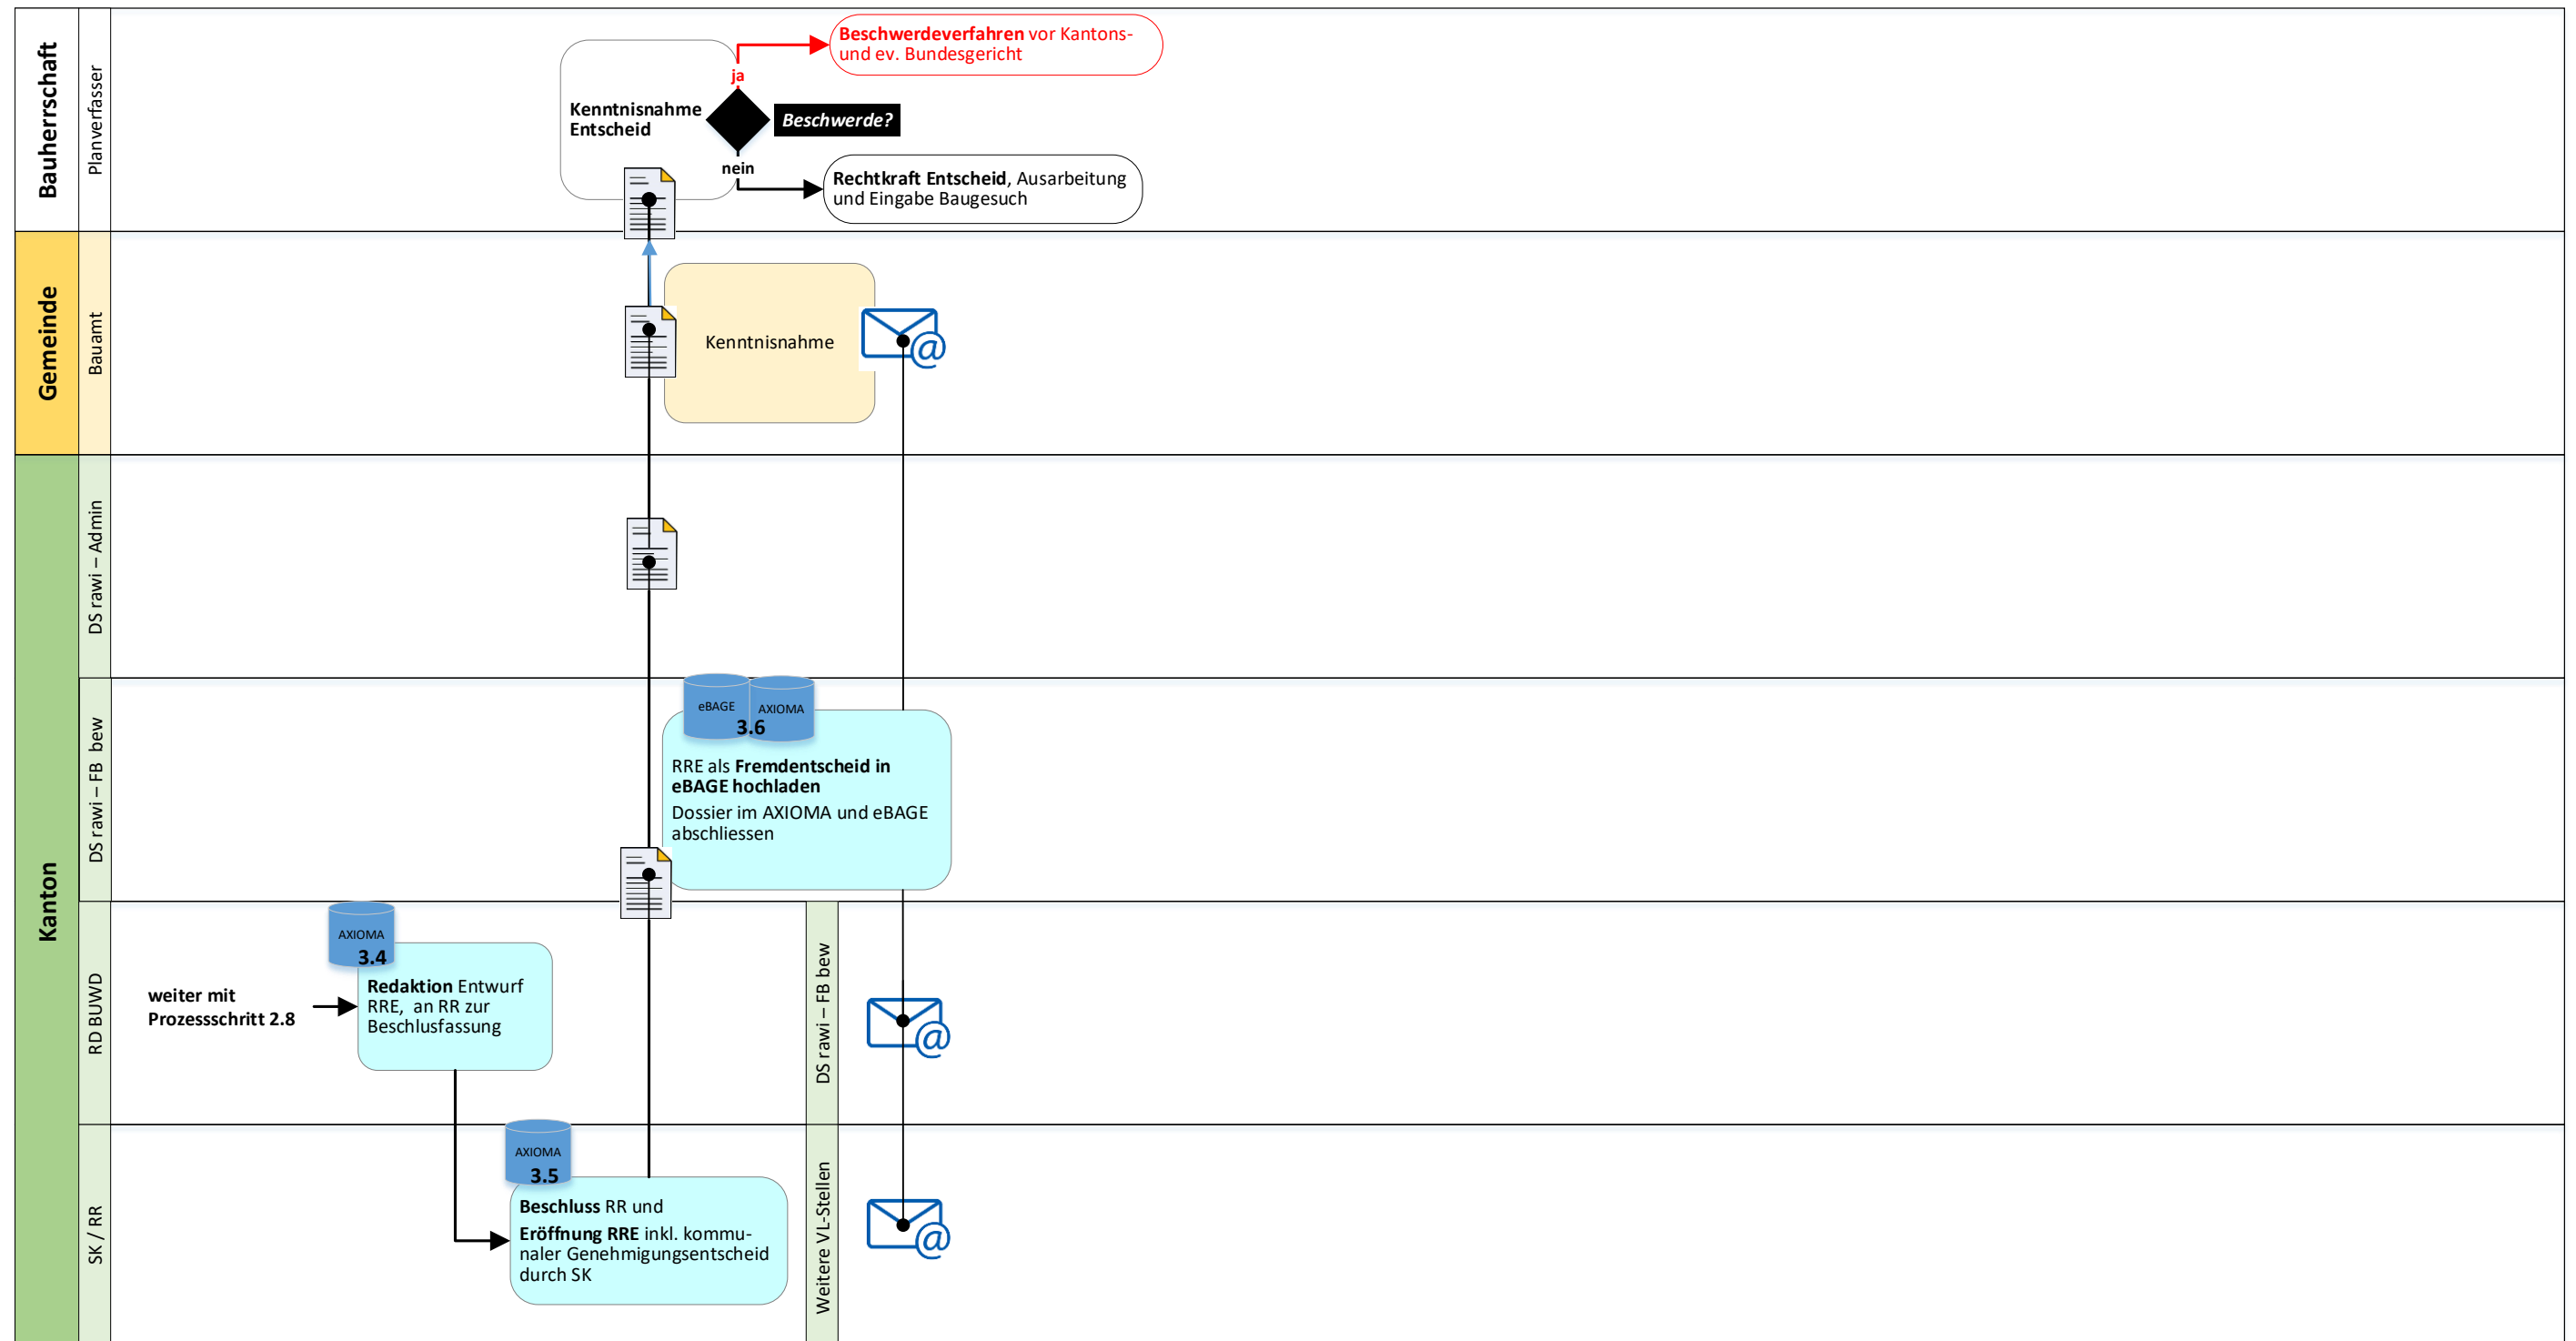 Bauherrschaft
Planverfasser
Kenntnisnahme
Entscheid
ja
Beschwerde?
nein
Beschwerdeverfahren vor Kantons-
und ev. Bundesgericht
Rechtkraft Entscheid, Ausarbeitung
und Eingabe Baugesuch
Gemeinde
Bauamt
Kenntnisnahme
@
Kanton
DS rawi – Admin
DS rawi – FB bew
eBAGE
AXIOMA
3.6
RRE als Fremdentscheid in
eBAGE hochladen
Dossier im AXIOMA und eBAGE
abschliessen
RD BUWD
weiter mit
Prozessschritt 2.8
AXIOMA
3.4
Redaktion Entwurf
RRE, an RR zur
Beschlusfassung
DS rawi – FB bew
@
SK / RR
AXIOMA
3.5
Beschluss RR und
Eröffnung RRE inkl. kommu-
naler Genehmigungsentscheid
durch SK
Weitere VL-Stellen
@